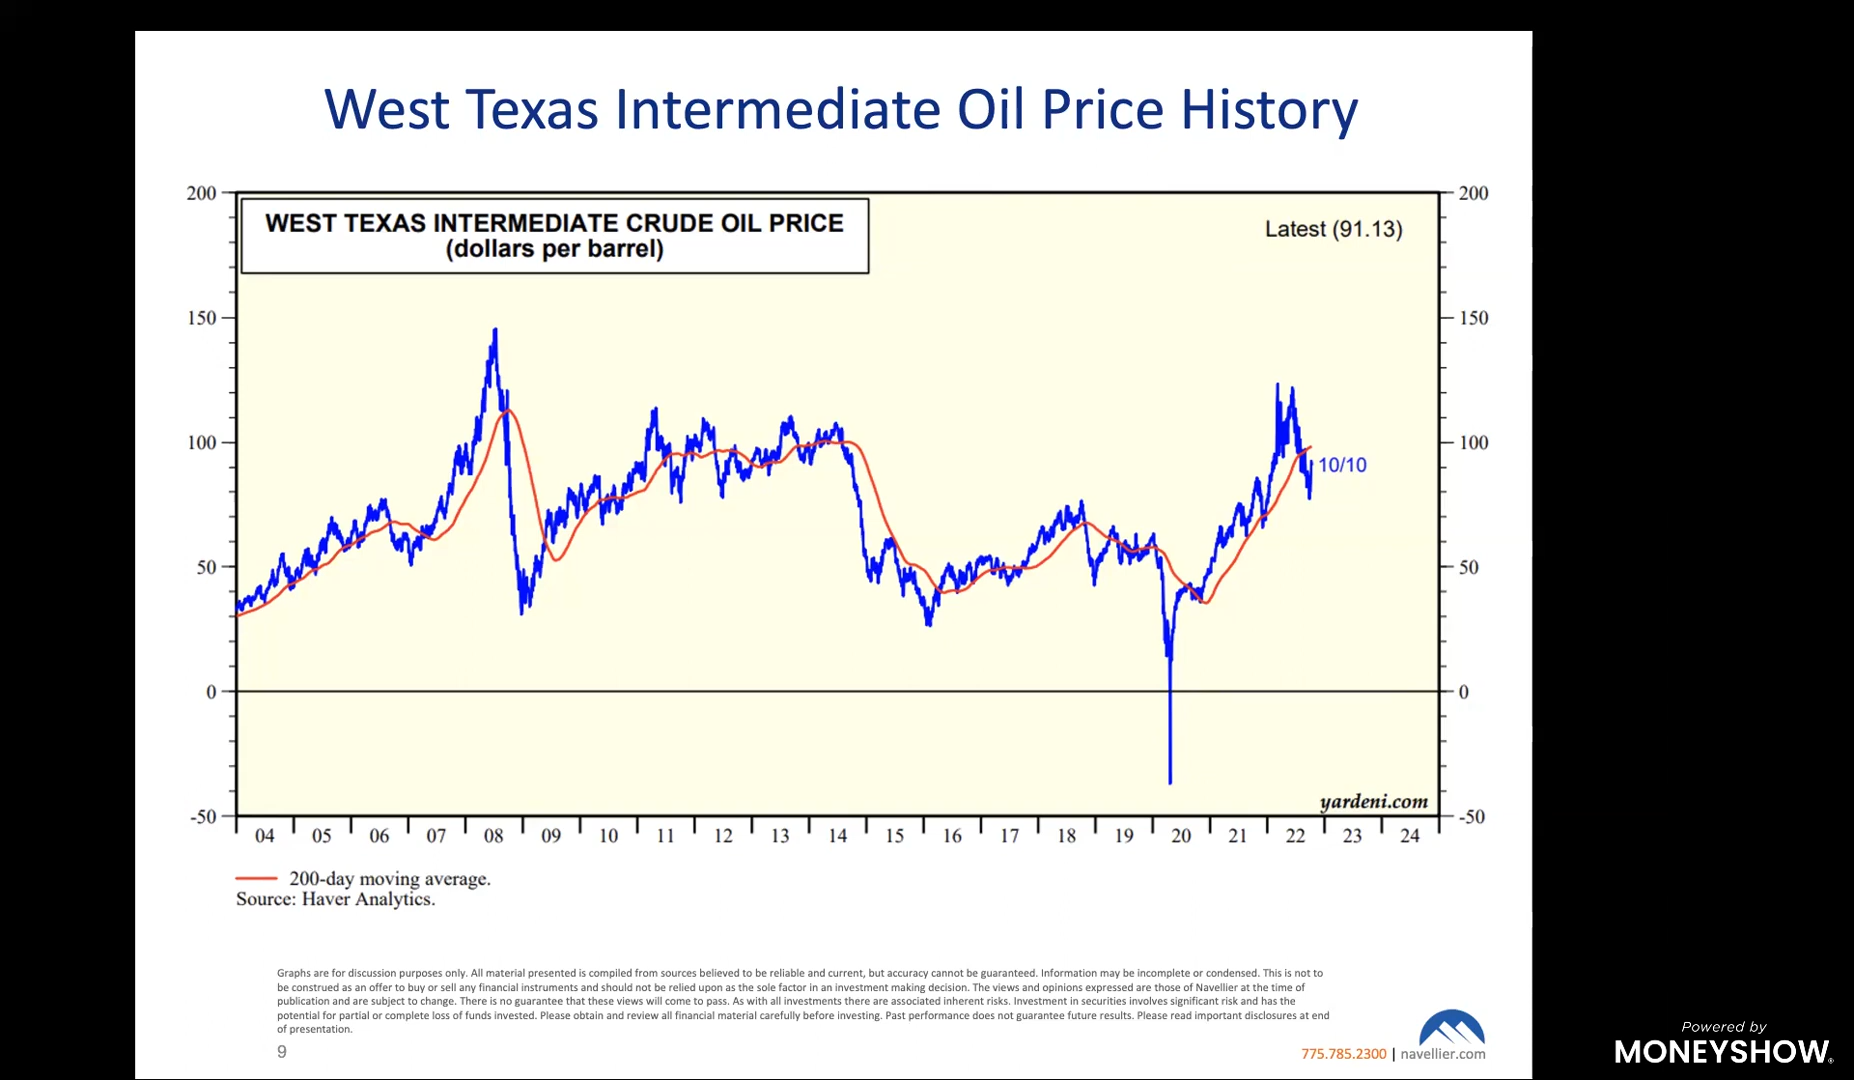 West Texas Intermediate Oil Price History
200
200
WEST TEXAS INTERMEDIATE CRUDE OIL PRICE
(dollars per barrel)
Latest (91.13)
150
150
100
100
10/10
50
50
0
0
yardeni.com
-50
-50
04 05 06 07 08 09 10 11 12 13 14 15 16 17 18 19 20 21 22 23 24
200-day moving average.
Source: Haver Analytics.
Graphs are for discussion purposes only. All material presented is compiled from sources believed to be reliable and current, but accuracy cannot be guaranteed. Information may be incomplete or condensed. This is not to
be construed as an offer to buy or sell any financial instruments and should not be relied upon as the sole factor in an investment making decision. The views and opinions expressed are those of Navellier at the time of
publication and are subject to change. There is no guarantee that these views will come to pass. As with all investments there are associated inherent risks. Investment in securities involves significant risk and has the
potential for partial or complete loss of funds invested. Please obtain and review all financial material carefully before investing. Past performance does not guarantee future results. Please read important disclosures at end
of presentation.
9
775.785.2300 | navellier.com
Powered by
MONEYSHOW